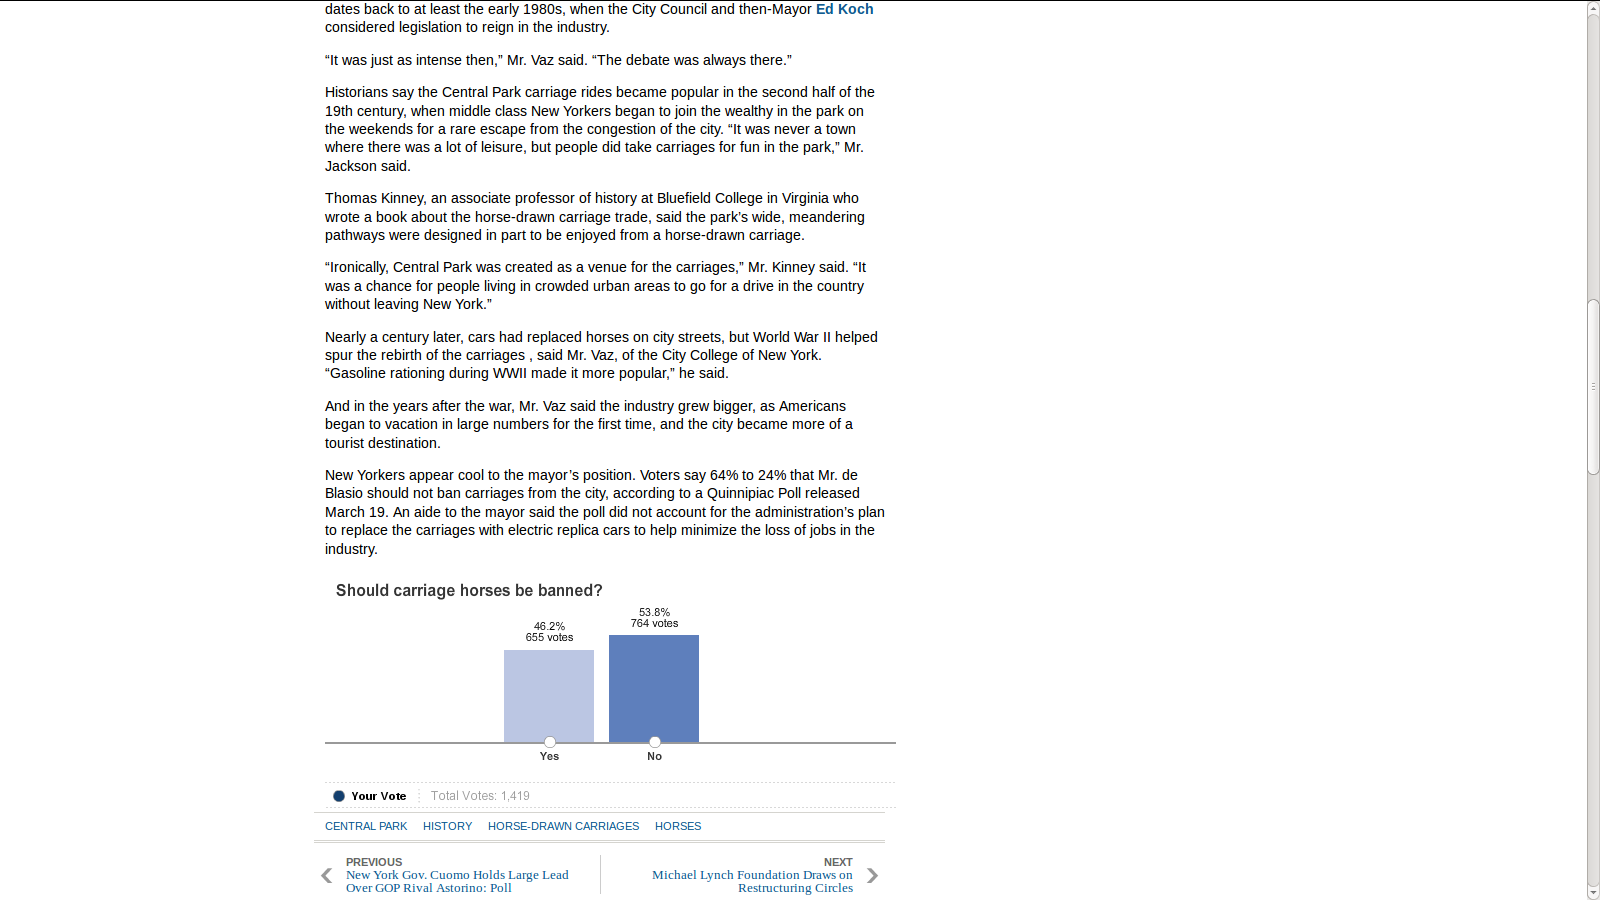 dates back to at least the early 1980s, when the City Council and then-Mayor Ed Koch
considered legislation to reign in the industry.
“It was just as intense then,” Mr. Vaz said. “The debate was always there.”
Historians say the Central Park carriage rides became popular in the second half of the
19th century, when middle class New Yorkers began to join the wealthy in the park on
the weekends for a rare escape from the congestion of the city. “It was never a town
where there was a lot of leisure, but people did take carriages for fun in the park,” Mr.
Jackson said.
Thomas Kinney, an associate professor of history at Bluefield College in Virginia who
wrote a book about the horse-drawn carriage trade, said the park’s wide, meandering
pathways were designed in part to be enjoyed from a horse-drawn carriage.
“Ironically, Central Park was created as a venue for the carriages,” Mr. Kinney said. “It
was a chance for people living in crowded urban areas to go for a drive in the country
without leaving New York.”
Nearly a century later, cars had replaced horses on city streets, but World War II helped
spur the rebirth of the carriages , said Mr. Vaz, of the City College of New York.
“Gasoline rationing during WWII made it more popular,” he said.
And in the years after the war, Mr. Vaz said the industry grew bigger, as Americans
began to vacation in large numbers for the first time, and the city became more of a
tourist destination.
New Yorkers appear cool to the mayor’s position. Voters say 64% to 24% that Mr. de
Blasio should not ban carriages from the city, according to a Quinnipiac Poll released
March 19. An aide to the mayor said the poll did not account for the administration’s plan
to replace the carriages with electric replica cars to help minimize the loss of jobs in the
industry.
Should carriage horses be banned?
46.2%
655 votes
53.8%
764 votes
Yes
No
Your Vote
Total Votes: 1,419
CENTRAL PARK HISTORY HORSE-DRAWN CARRIAGES HORSES
PREVIOUS
New York Gov. Cuomo Holds Large Lead
Over GOP Rival Astorino: Poll
NEXT
Michael Lynch Foundation Draws on
Restructuring Circles